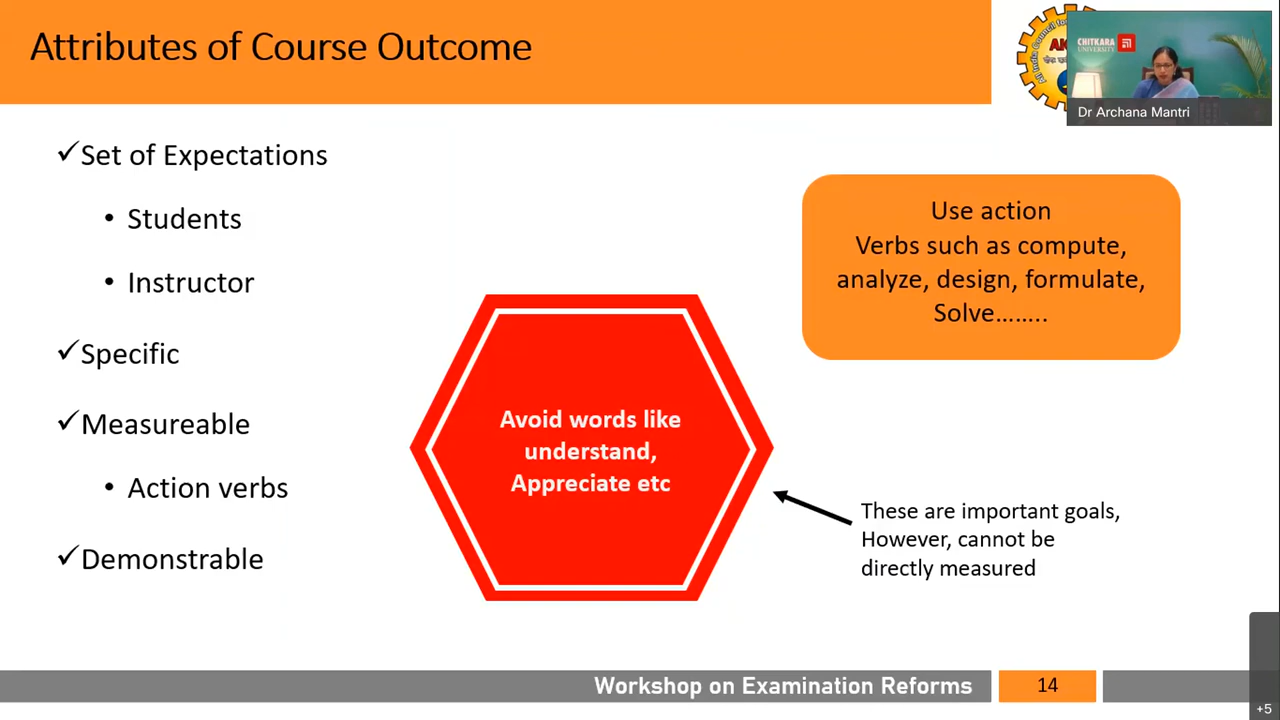 Attributes of Course Outcome
CHITKARA
UNIVERSITY
Dr Archana Mantri
✓Set of Expectations
• Students
• Instructor
✓Specific
✓Measureable
• Action verbs
✓Demonstrable
Use action
Verbs such as compute,
analyze, design, formulate,
Solve……..
Avoid words like
understand,
Appreciate etc
These are important goals,
However, cannot be
directly measured
Workshop on Examination Reforms
14
+5